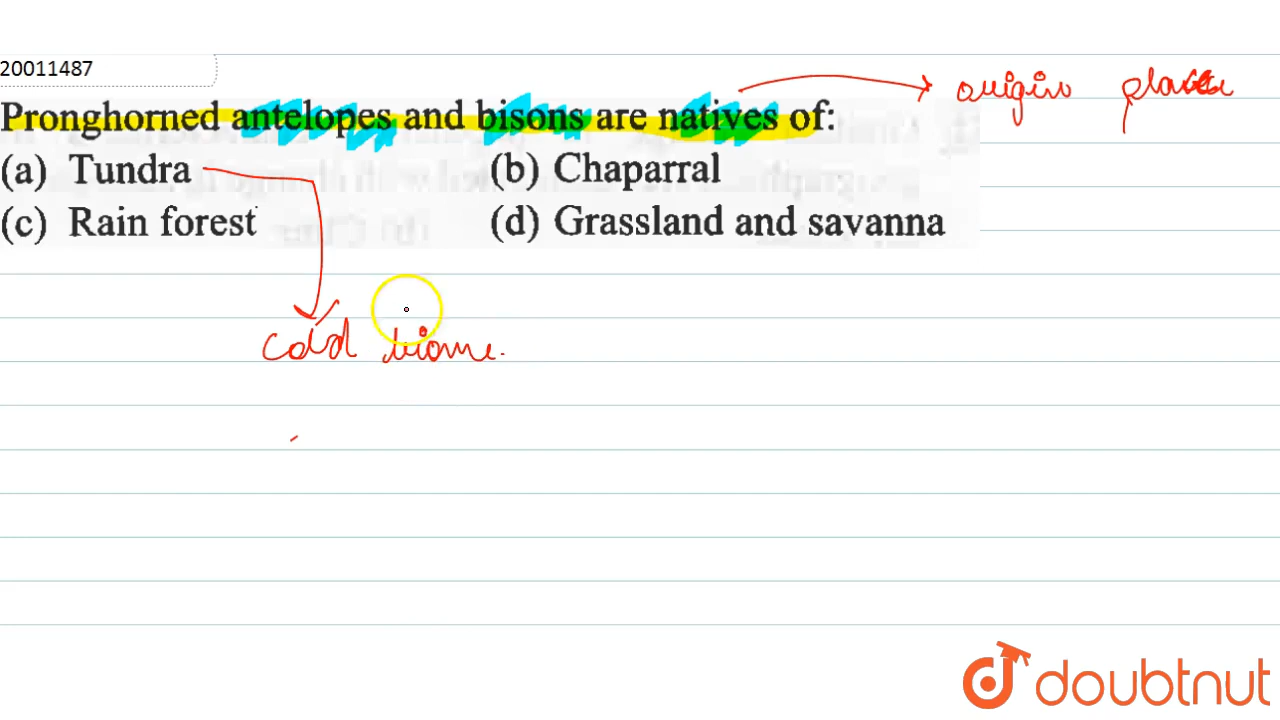 20011487
Pronghorned antelopes and bisons are natives of: origin place
(a) Tundra (b) Chaparral
(c) Rain forest (d) Grassland and savanna
cold biome.
doubtnut